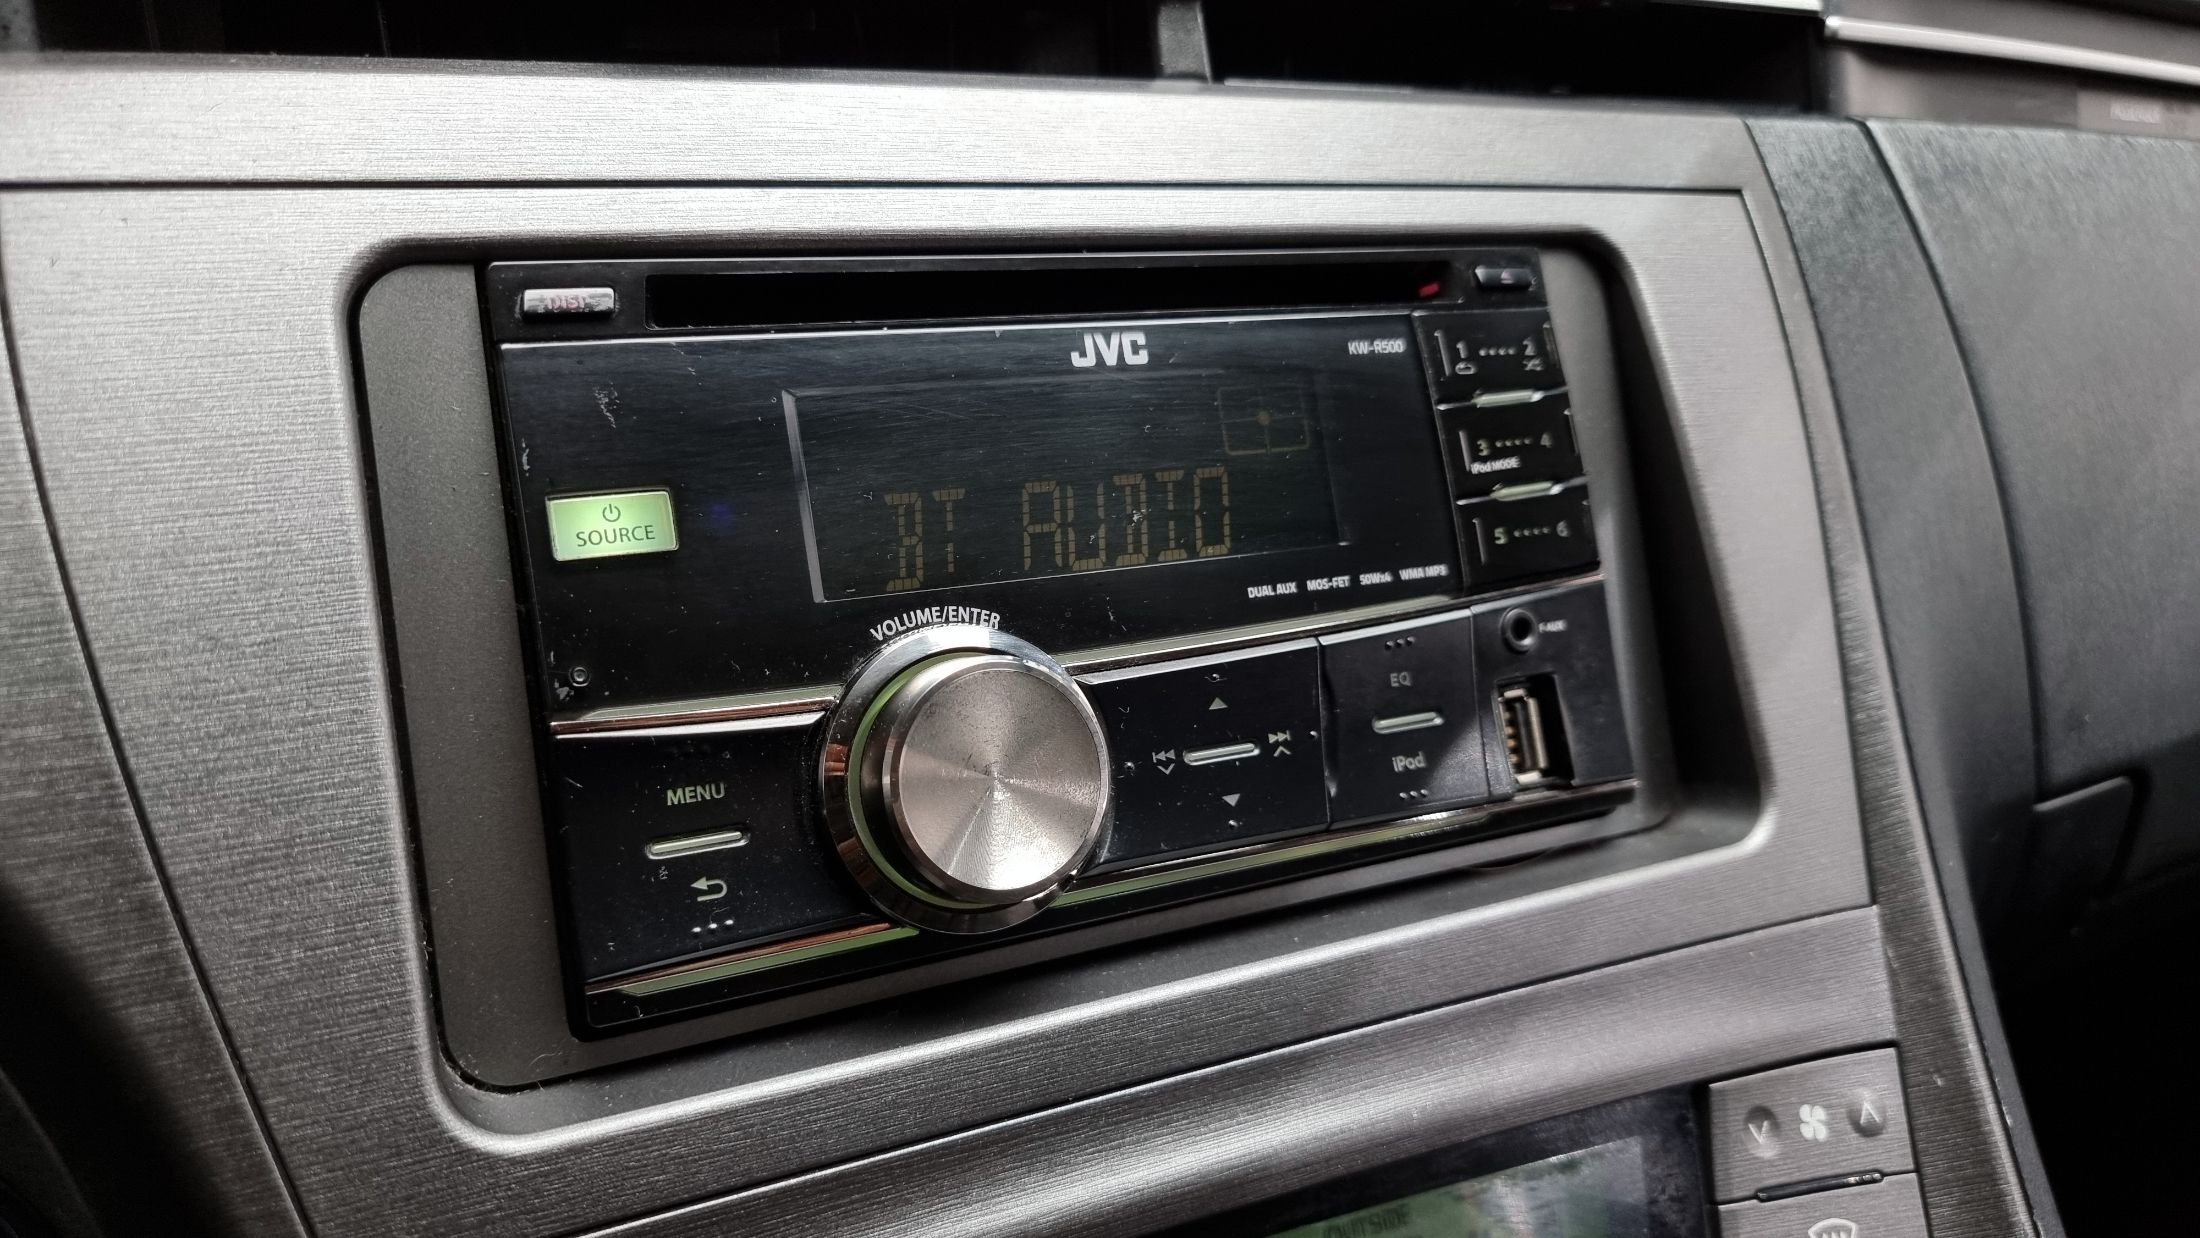 DISP
JVC
KW-R500
1 2
3 4
iPod MODE
5 6
SOURCE
BT AUDIO
DUAL AUX MOS-FET 50Wx4 WMA MP3
VOLUME/ENTER
F-AUX
EQ
MENU
iPod